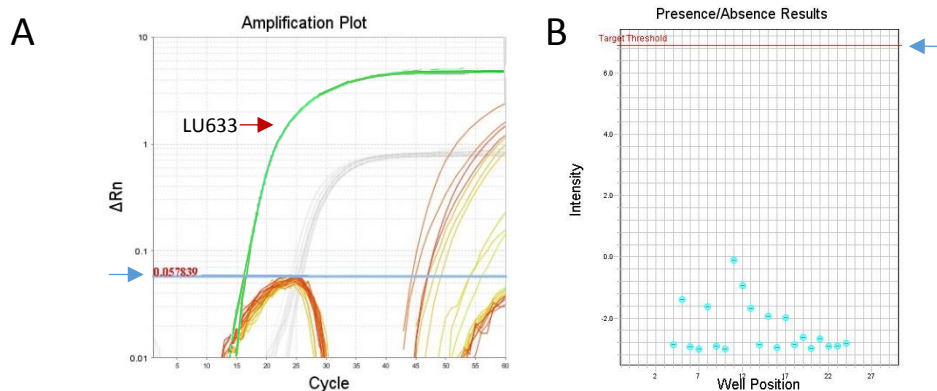 A
Amplification Plot
10
1
0.1
0.01
ΔRn
LU633
0.057839
5 10 15 20 25 30 35 40 45 50 55 60
Cycle
B
Presence/Absence Results
Target Threshold
6.0
4.0
2.0
0.0
-2.0
Intensity
2 7 12 17 22 27
Well Position